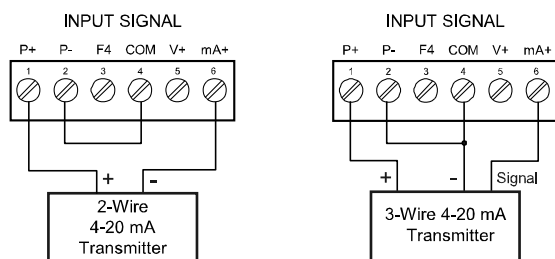 INPUT SIGNAL
P+ P- F4 COM V+ mA+
1 2 3 4 5 6
+ -
2-Wire
4-20 mA
Transmitter
INPUT SIGNAL
P+ P- F4 COM V+ mA+
1 2 3 4 5 6
+ - Signal
3-Wire 4-20 mA
Transmitter